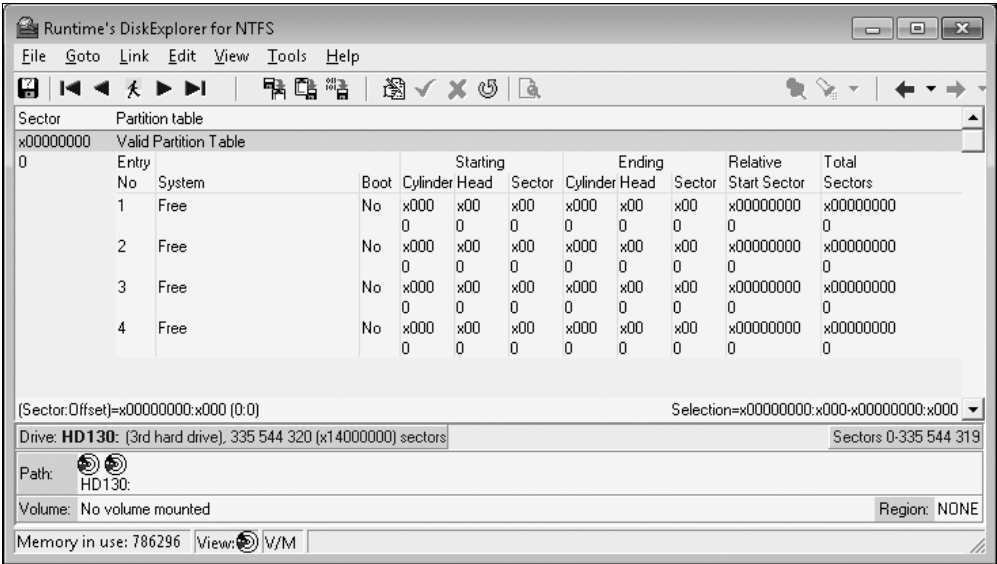 Runtime's DiskExplorer for NTFS
File Goto Link Edit View Tools Help
Sector Partition table
x00000000 Valid Partition Table
0 Entry Starting Ending Relative Total
No System Boot Cylinder Head Sector Cylinder Head Sector Start Sector Sectors
1 Free No x000 x00 x00 x000 x00 x00 x00000000 x00000000
0 0 0 0 0 0 0 0
2 Free No x000 x00 x00 x000 x00 x00 x00000000 x00000000
0 0 0 0 0 0 0 0
3 Free No x000 x00 x00 x000 x00 x00 x00000000 x00000000
0 0 0 0 0 0 0 0
4 Free No x000 x00 x00 x000 x00 x00 x00000000 x00000000
0 0 0 0 0 0 0 0
(Sector:Offset)=x00000000:x000 (0:0) Selection=x00000000:x000-x00000000:x000
Drive: HD130: (3rd hard drive), 335 544 320 (x14000000) sectors Sectors 0-335 544 319
Path: HD130:
Volume: No volume mounted Region: NONE
Memory in use: 786296 View: V/M